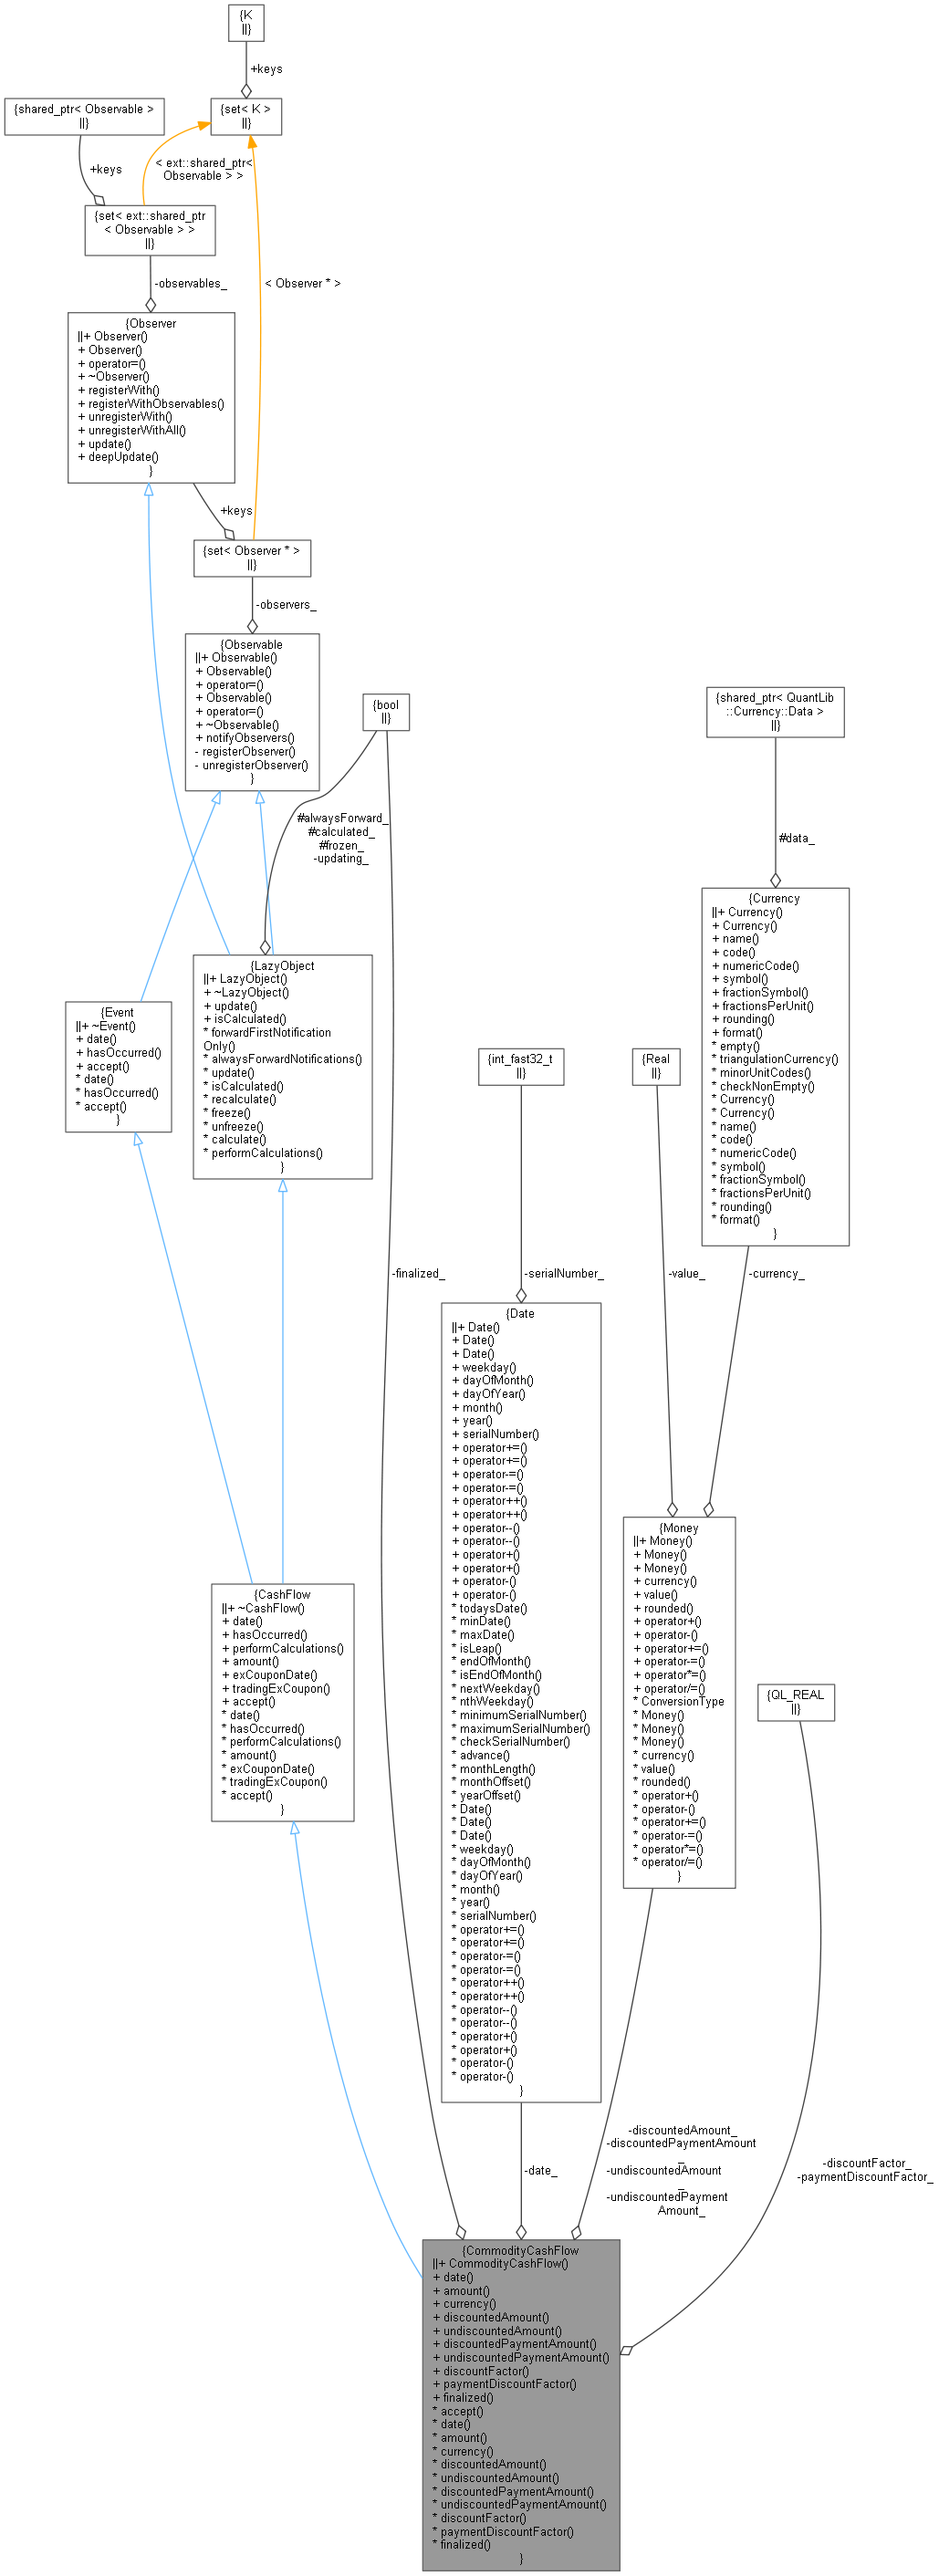 {K
||}
+keys
{shared_ptr< Observable >
||}
{set< K >
||}
+keys
< ext::shared_ptr<
Observable > >
{set< ext::shared_ptr
< Observable > >
||}
-observables_
< Observer * >
{Observer
||+ Observer()
+ Observer()
+ operator=()
+ ~Observer()
+ registerWith()
+ registerWithObservables()
+ unregisterWith()
+ unregisterWithAll()
+ update()
+ deepUpdate()
}
+keys
{set< Observer * >
||}
-observers_
{Observable
||+ Observable()
+ Observable()
+ operator=()
+ Observable()
+ operator=()
+ ~Observable()
+ notifyObservers()
- registerObserver()
- unregisterObserver()
}
{bool
||}
{shared_ptr< QuantLib
::Currency::Data >
||}
#alwaysForward_
#calculated_
#frozen_
-updating_
#data_
{Currency
||+ Currency()
+ Currency()
+ name()
+ code()
+ numericCode()
+ symbol()
+ fractionSymbol()
+ fractionsPerUnit()
+ rounding()
+ format()
* empty()
* triangulationCurrency()
* minorUnitCodes()
* checkNonEmpty()
* Currency()
* Currency()
* name()
* code()
* numericCode()
* symbol()
* fractionSymbol()
* fractionsPerUnit()
* rounding()
* format()
}
{LazyObject
||+ LazyObject()
+ ~LazyObject()
+ update()
+ isCalculated()
* forwardFirstNotification
Only()
* alwaysForwardNotifications()
* update()
* isCalculated()
* recalculate()
* freeze()
* unfreeze()
* calculate()
* performCalculations()
}
{Event
||+ ~Event()
+ date()
+ hasOccurred()
+ accept()
* date()
* hasOccurred()
* accept()
}
{int_fast32_t
||}
{Real
||}
-finalized_
-serialNumber_
-value_
-currency_
{Date
||+ Date()
+ Date()
+ Date()
+ weekday()
+ dayOfMonth()
+ dayOfYear()
+ month()
+ year()
+ serialNumber()
+ operator+=()
+ operator+=()
+ operator-=()
+ operator-=()
+ operator++()
+ operator++()
+ operator--()
+ operator--()
+ operator+()
+ operator+()
+ operator-()
+ operator-()
* todaysDate()
* minDate()
* maxDate()
* isLeap()
* endOfMonth()
* isEndOfMonth()
* nextWeekday()
* nthWeekday()
* minimumSerialNumber()
* maximumSerialNumber()
* checkSerialNumber()
* advance()
* monthLength()
* monthOffset()
* yearOffset()
* Date()
* Date()
* Date()
* weekday()
* dayOfMonth()
* dayOfYear()
* month()
* year()
* serialNumber()
* operator+=()
* operator+=()
* operator-=()
* operator-=()
* operator++()
* operator++()
* operator--()
* operator--()
* operator+()
* operator+()
* operator-()
* operator-()
}
{Money
||+ Money()
+ Money()
+ Money()
+ currency()
+ value()
+ rounded()
+ operator+()
+ operator-()
+ operator+=()
+ operator-=()
+ operator*=()
+ operator/=()
* ConversionType
* Money()
* Money()
* Money()
* currency()
* value()
* rounded()
* operator+()
* operator-()
* operator+=()
* operator-=()
* operator*=()
* operator/=()
}
{CashFlow
||+ ~CashFlow()
+ date()
+ hasOccurred()
+ performCalculations()
+ amount()
+ exCouponDate()
+ tradingExCoupon()
+ accept()
* date()
* hasOccurred()
* performCalculations()
* amount()
* exCouponDate()
* tradingExCoupon()
* accept()
}
{QL_REAL
||}
-date_
-discountedAmount_
-discountedPaymentAmount
_
-undiscountedAmount
_
-undiscountedPayment
Amount_
-discountFactor_
-paymentDiscountFactor_
{CommodityCashFlow
||+ CommodityCashFlow()
+ date()
+ amount()
+ currency()
+ discountedAmount()
+ undiscountedAmount()
+ discountedPaymentAmount()
+ undiscountedPaymentAmount()
+ discountFactor()
+ paymentDiscountFactor()
+ finalized()
* accept()
* date()
* amount()
* currency()
* discountedAmount()
* undiscountedAmount()
* discountedPaymentAmount()
* undiscountedPaymentAmount()
* discountFactor()
* paymentDiscountFactor()
* finalized()
}